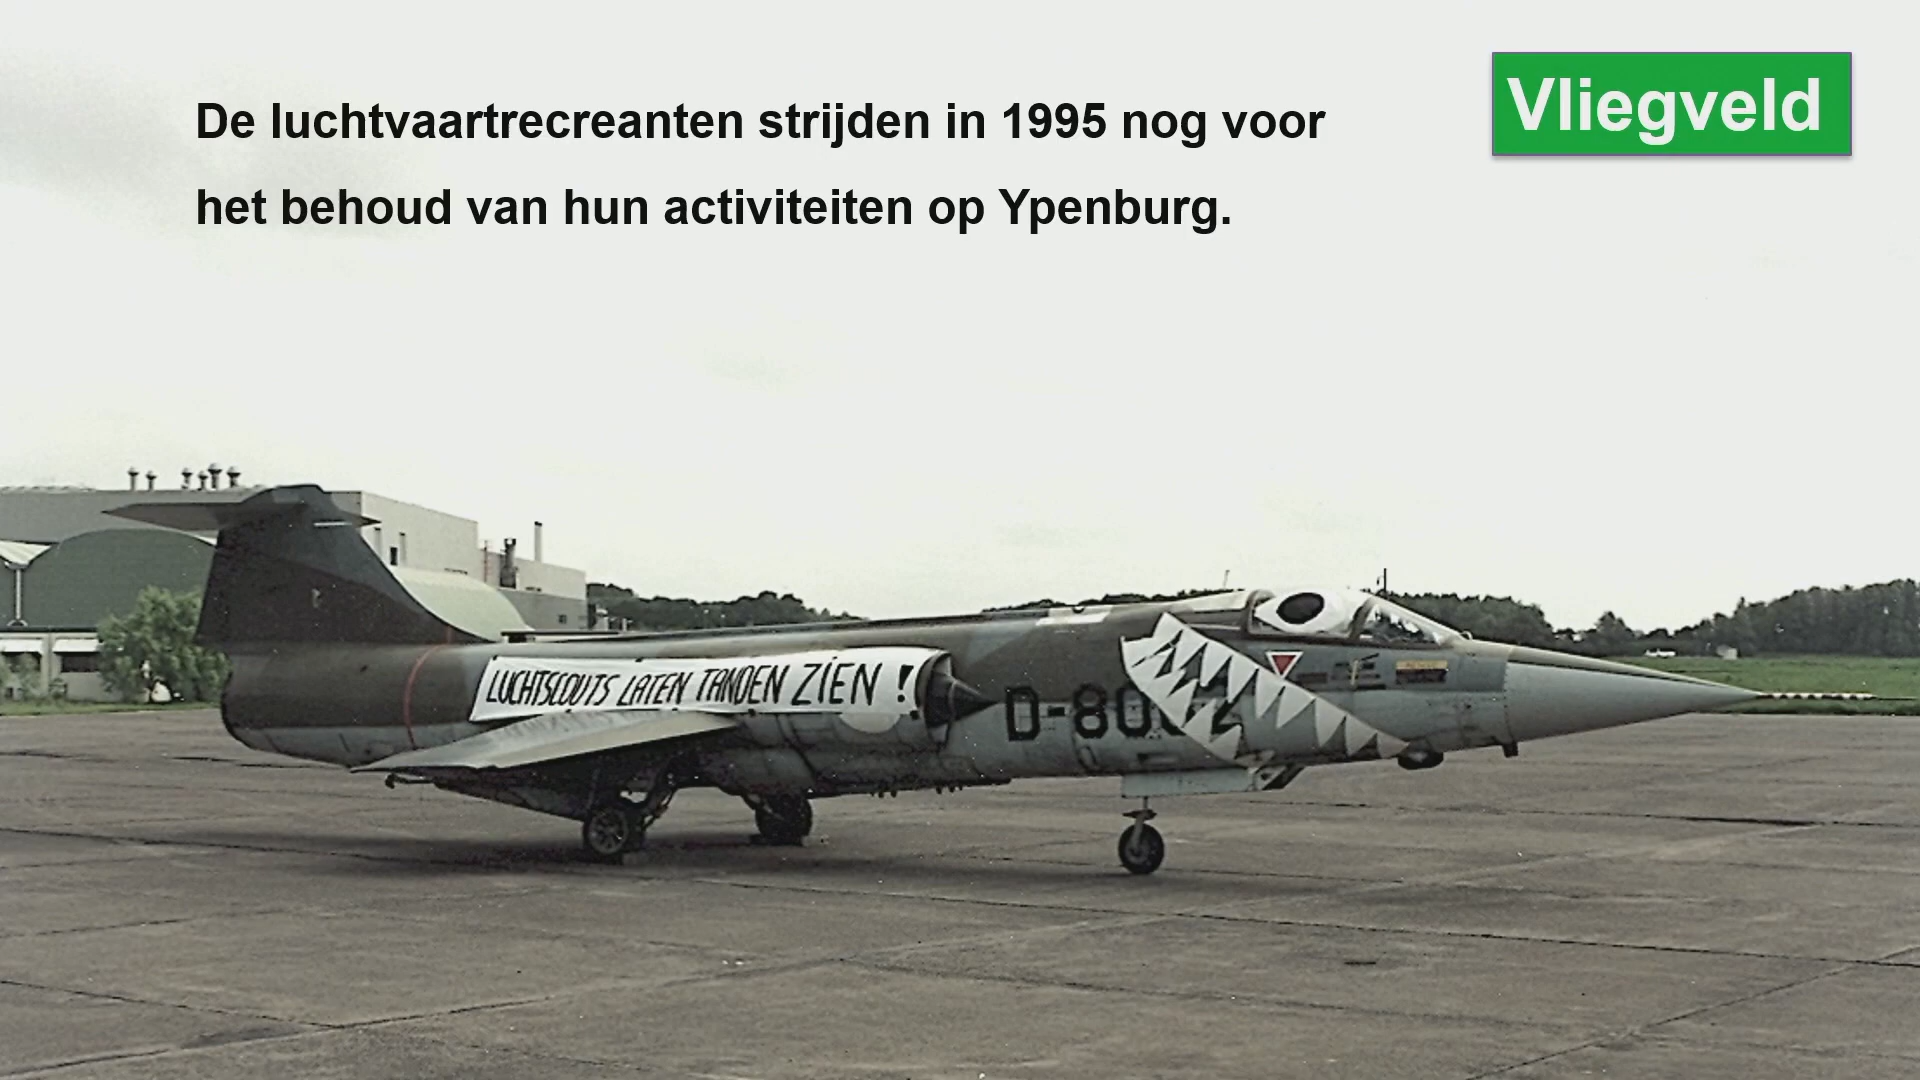 De luchtvaartrecreanten strijden in 1995 nog voor
het behoud van hun activiteiten op Ypenburg.
Vliegveld
LUCHTSCOUTS LATEN TANDEN ZIEN !